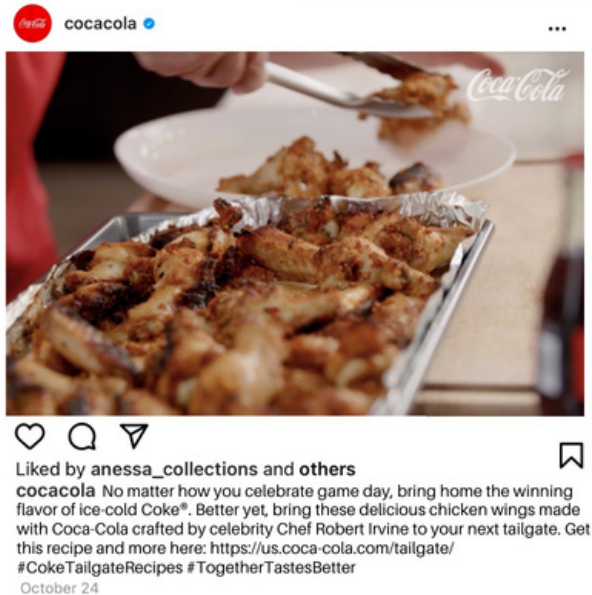 Coca-Cola
cocacola
Coca-Cola
Liked by anessa_collections and others
cocacola No matter how you celebrate game day, bring home the winning
flavor of ice-cold Coke®. Better yet, bring these delicious chicken wings made
with Coca-Cola crafted by celebrity Chef Robert Irvine to your next tailgate. Get
this recipe and more here: https://us.coca-cola.com/tailgate/
#CokeTailgateRecipes #TogetherTastesBetter
October 24